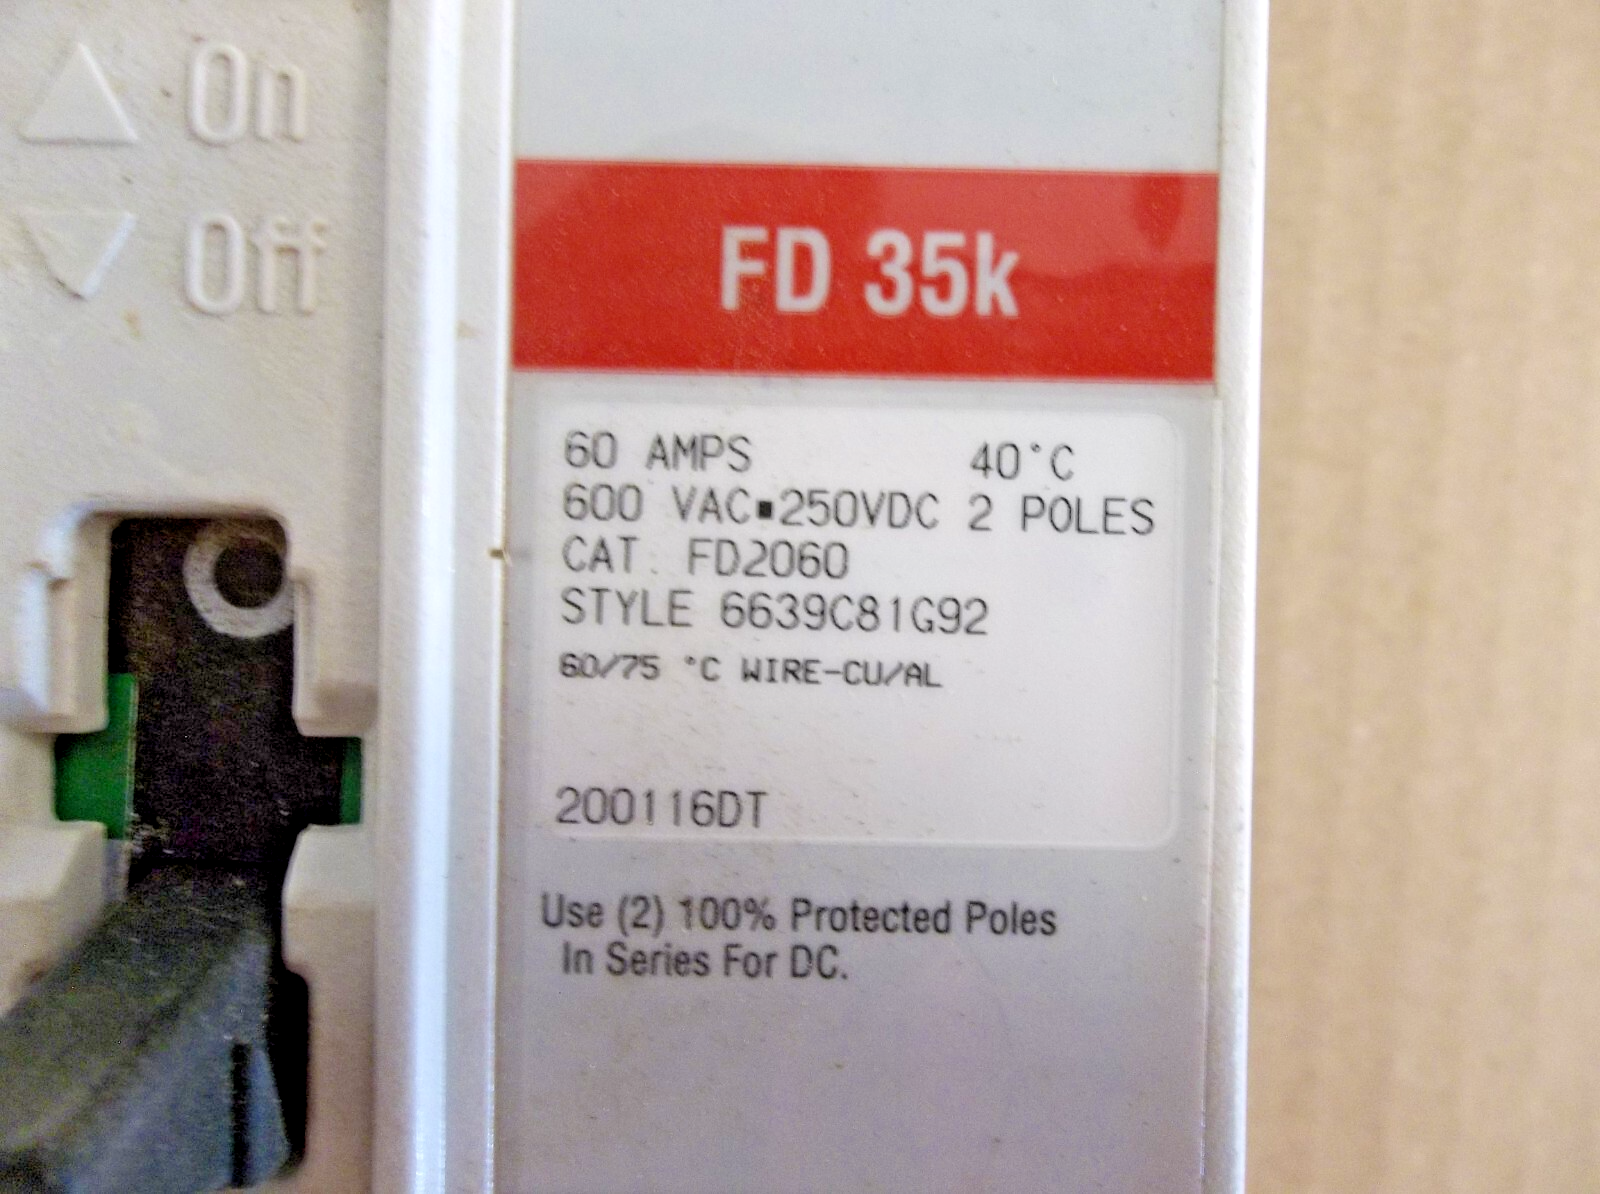 On
Off
FD 35k
60 AMPS 40°C
600 VAC▪250VDC 2 POLES
CAT. FD2060
STYLE 6639C81G92
60/75 °C WIRE-CU/AL
200116DT
Use (2) 100% Protected Poles
In Series For DC.